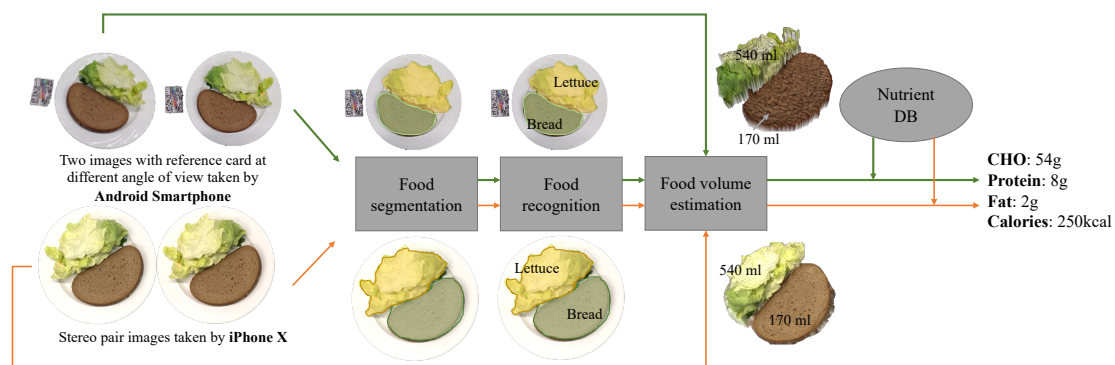 Two images with reference card at
different angle of view taken by
Android Smartphone
Stereo pair images taken by iPhone X
Lettuce
Bread
Food
segmentation
Food
recognition
Food volume
estimation
Lettuce
Bread
540 ml
170 ml
Nutrient
DB
540 ml
170 ml
CHO: 54g
Protein: 8g
Fat: 2g
Calories: 250kcal